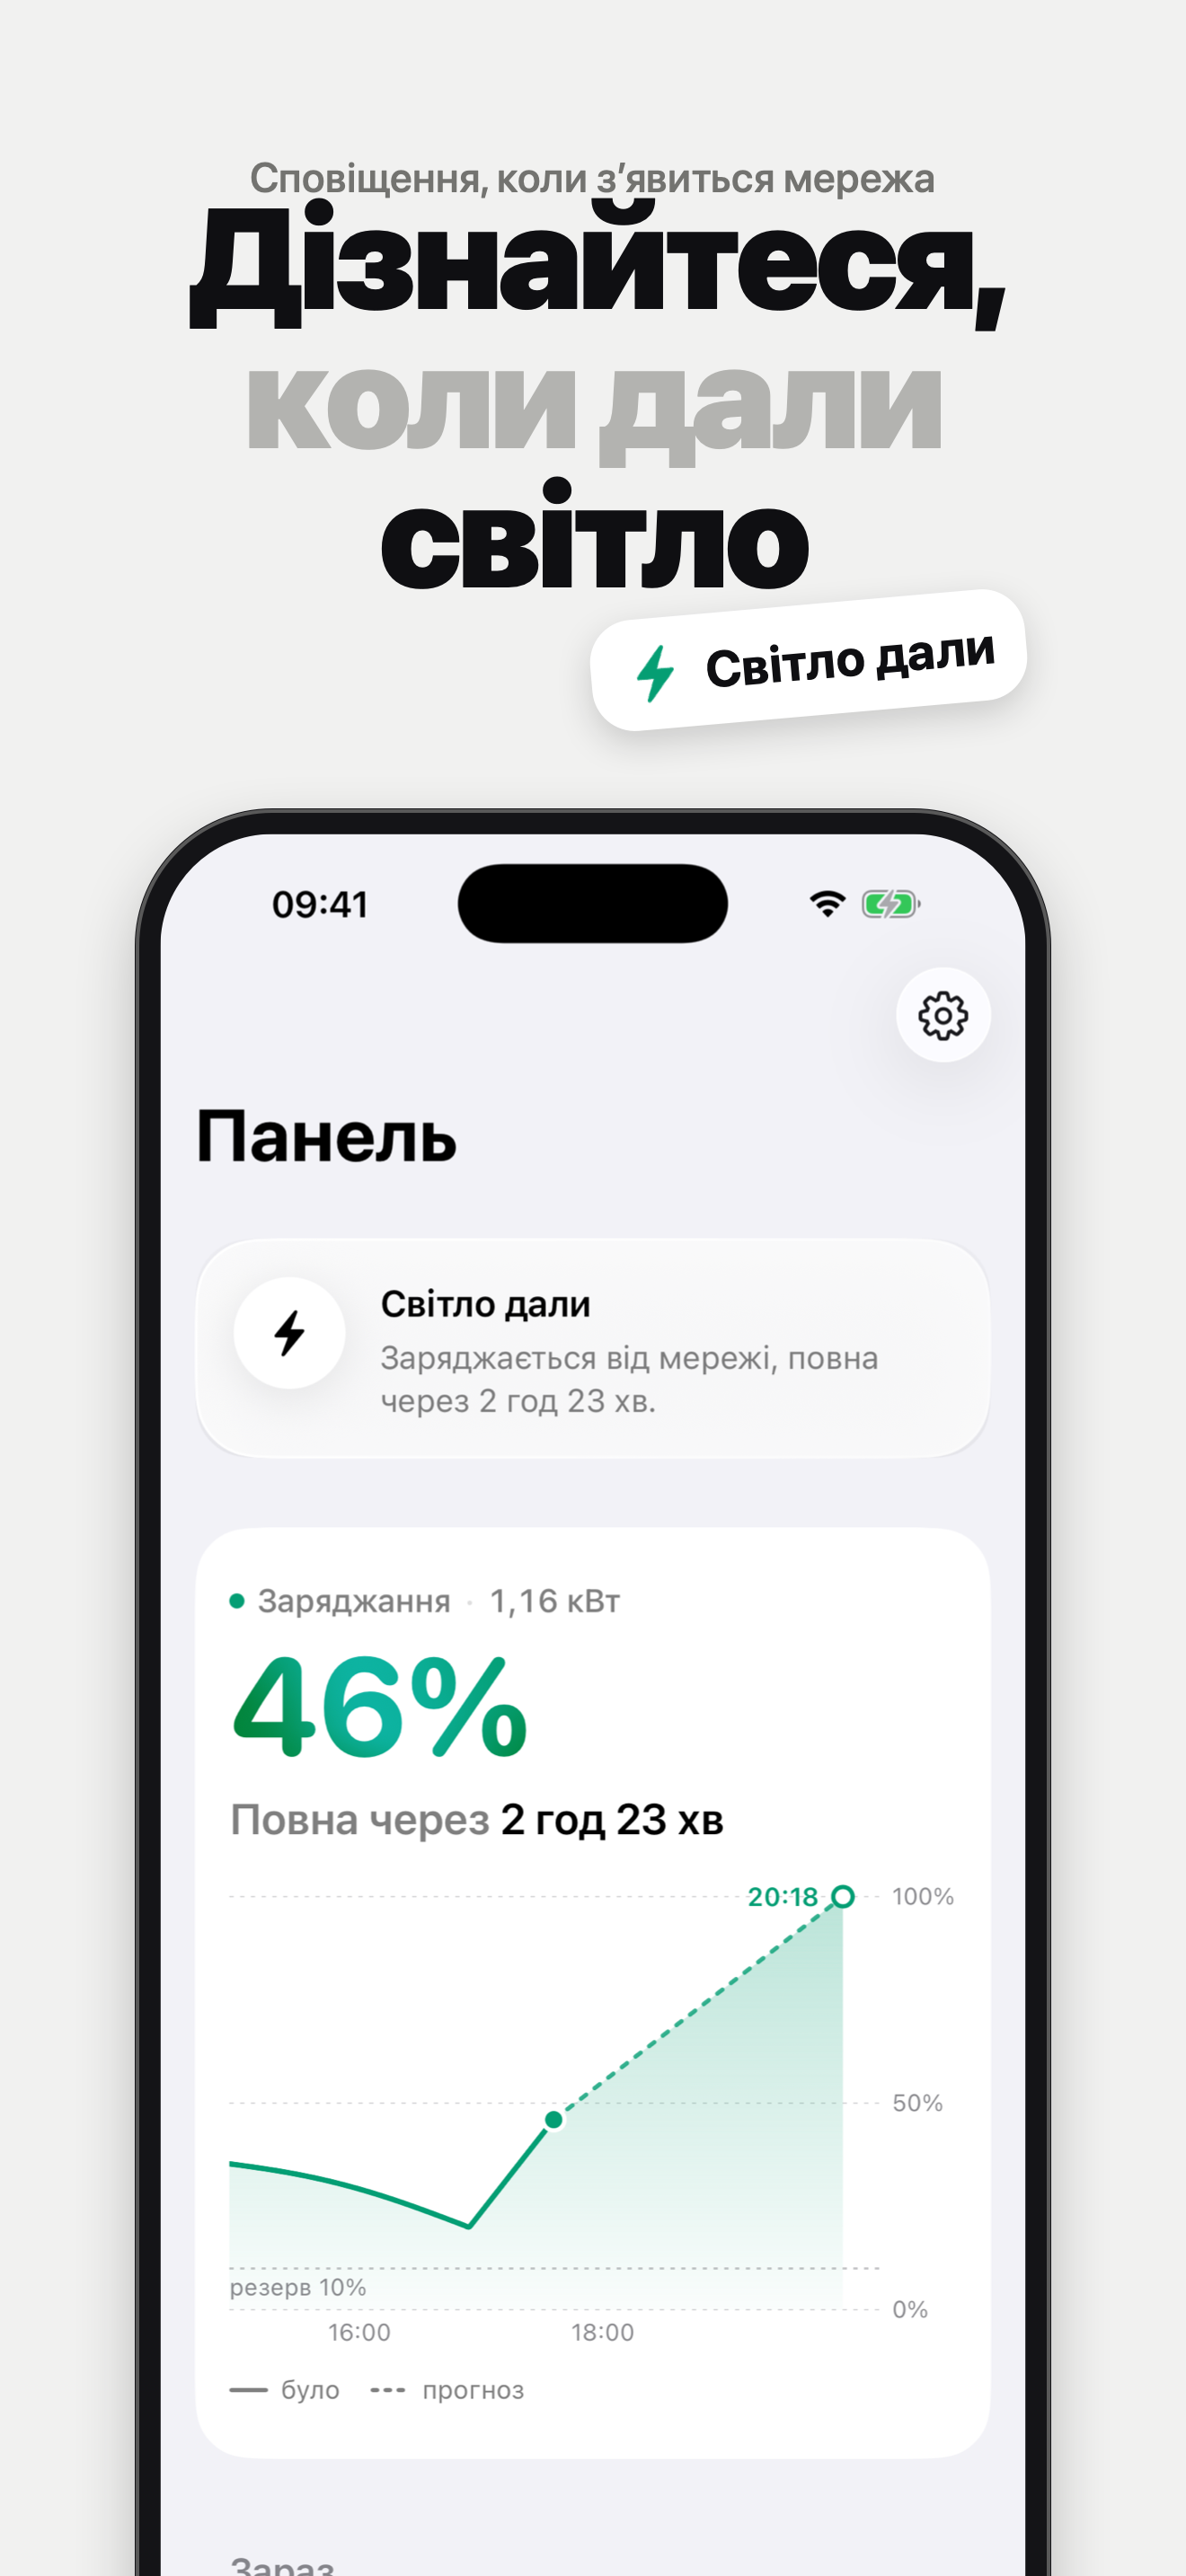 Сповіщення, коли з’явиться мережа
Дізнайтеся,
коли дали
світло
Світло дали
09:41
Панель
Світло дали
Заряджається від мережі, повна
через 2 год 23 хв.
Заряджання · 1,16 кВт
46%
Повна через 2 год 23 хв
20:18
100%
50%
резерв 10%
0%
16:00 18:00
було прогноз
Зараз